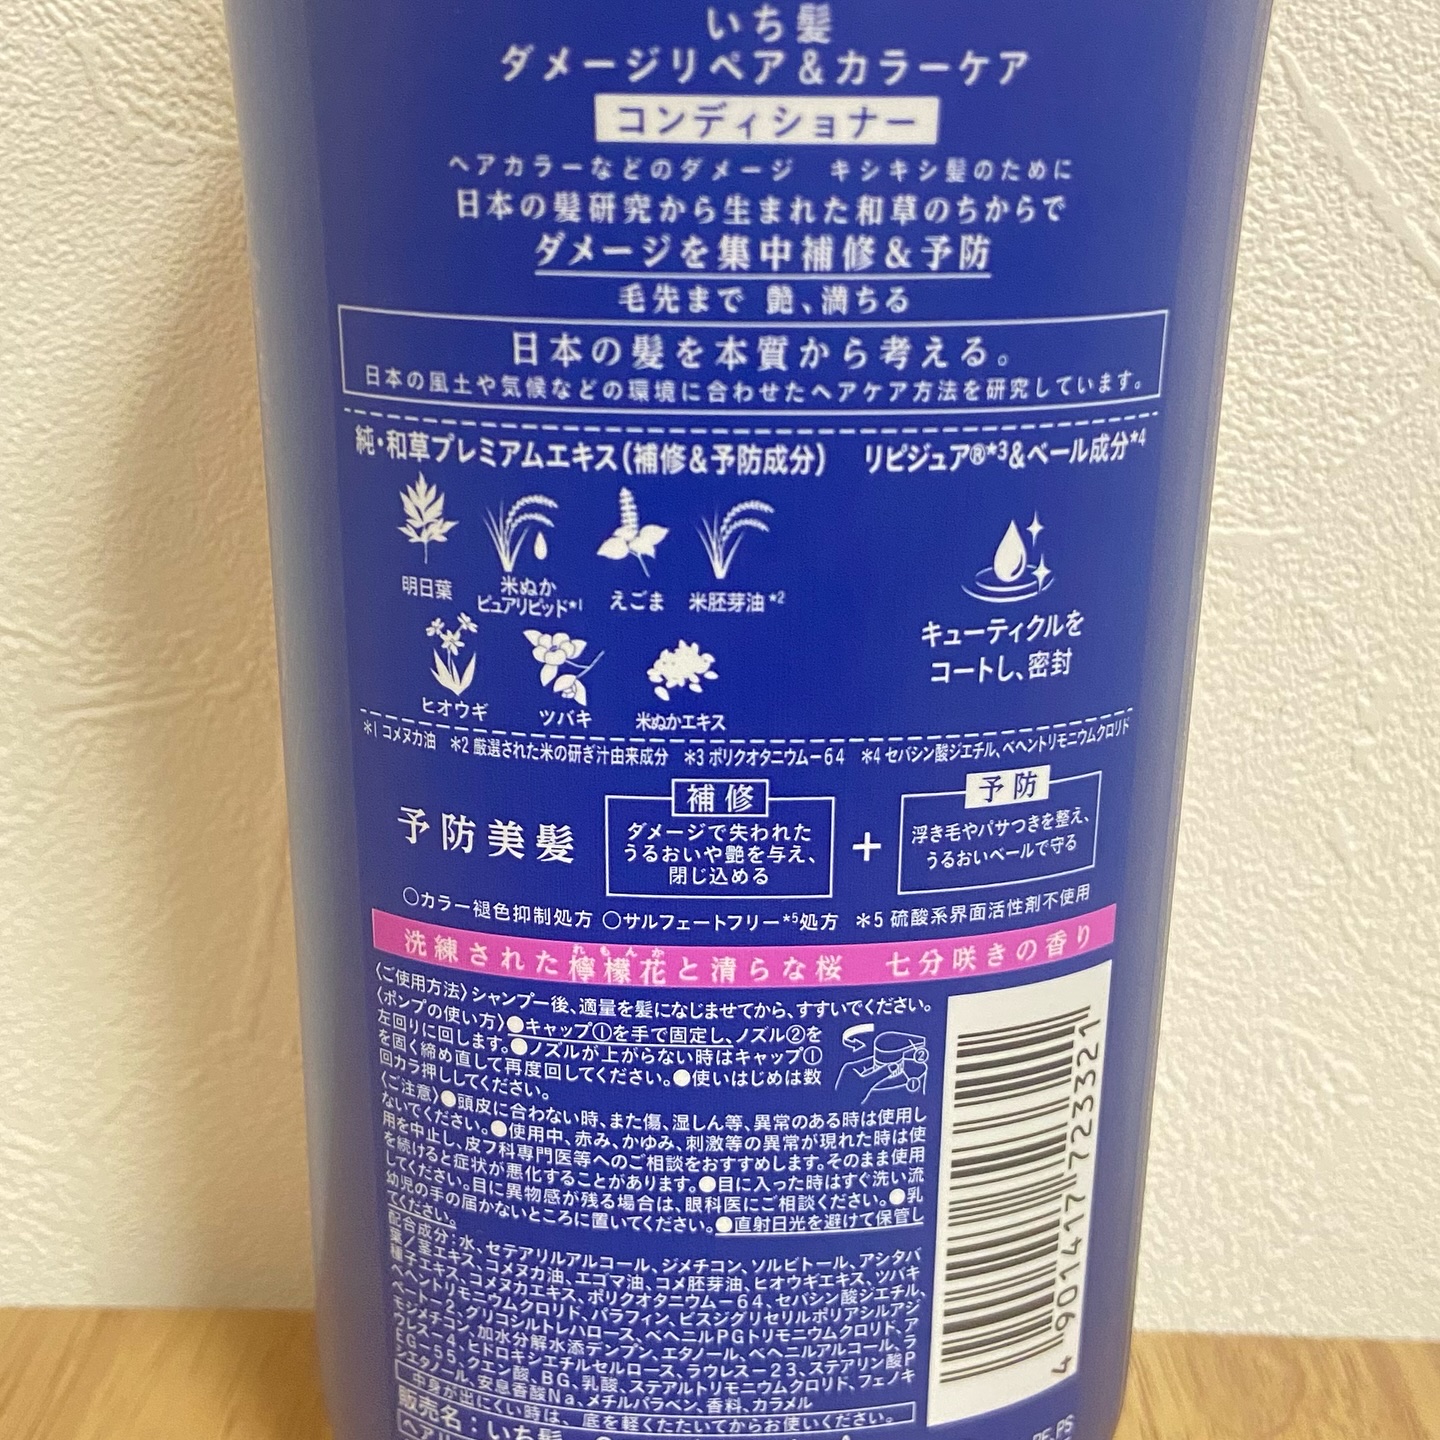 いち髪
ダメージリペア&カラーケア
コンディショナー
ヘアカラーなどのダメージ　キシキシ髪のために
日本の髪研究から生まれた和草のちからで
ダメージを集中補修&予防
毛先まで 艶、満ちる
日本の髪を本質から考える。
日本の風土や気候などの環境に合わせたヘアケア方法を研究しています。
純・和草プレミアムエキス(補修&予防成分)
リピジュア®*3&ベール成分*4
明日葉
米ぬか
ピュアリピッド*1
えごま
米胚芽油*2
ヒオウギ
ツバキ
米ぬかエキス
キューティクルを
コートし、密封
*1 コメヌカ油　*2 厳選された米の研ぎ汁由来成分　*3 ポリクオタニウムー64　*4 セバシン酸ジエチル、ベヘントリモニウムクロリド
予防美髪
補修
ダメージで失われた
うるおいや艶を与え、
閉じ込める
+
予防
浮き毛やパサつきを整え、
うるおいベールで守る
○カラー褪色抑制処方 ○サルフェートフリー*5処方　*5 硫酸系界面活性剤不使用
れもんか
洗練された檸檬花と清らな桜　七分咲きの香り
〈ご使用方法〉シャンプー後、適量を髪になじませてから、すすいでください。
〈ポンプの使い方〉●キャップ①を手で固定し、ノズル②を
左回りに回します。●ノズルが上がらない時はキャップ①
を固く締め直して再度回してください。●使いはじめは数
回カラ押ししてください。
②
①
〈ご注意〉●頭皮に合わない時、また傷、湿しん等、異常のある時は使用し
ないでください。●使用中、赤み、かゆみ、刺激等の異常が現れた時は使
用を中止し、皮フ科専門医等へのご相談をおすすめします。そのまま使用
を続けると症状が悪化することがあります。●目に入った時はすぐ洗い流
してください。目に異物感が残る場合は、眼科医にご相談ください。●乳
幼児の手の届かないところに置いてください。●直射日光を避けて保管し
てください。
配合成分:水、セテアリルアルコール、ジメチコン、ソルビトール、アシタバ
葉/茎エキス、コメヌカ油、エゴマ油、コメ胚芽油、ヒオウギエキス、ツバキ
種子エキス、コメヌカエキス、ポリクオタニウムー64、セバシン酸ジエチル、
ベヘントリモニウムクロリド、パラフィン、ビスジグリセリルポリアシルアジ
ペートー2、グリコシルトレハロース、ベヘニルPGトリモニウムクロリド、ア
モジメチコン、加水分解水添デンプン、エタノール、ベヘニルアルコール、ラ
ウレスー4、ヒドロキシエチルセルロース、ラウレスー23、ステアリン酸P
EGー55、クエン酸、BG、乳酸、ステアルトリモニウムクロリド、フェノキ
シエタノール、安息香酸Na、メチルパラベン、香料、カラメル
中身が出にくい時は、底を軽くたたいてからお使いください。
販売名:いち髪
ヘアリ
4 901417 723321
PE,PS